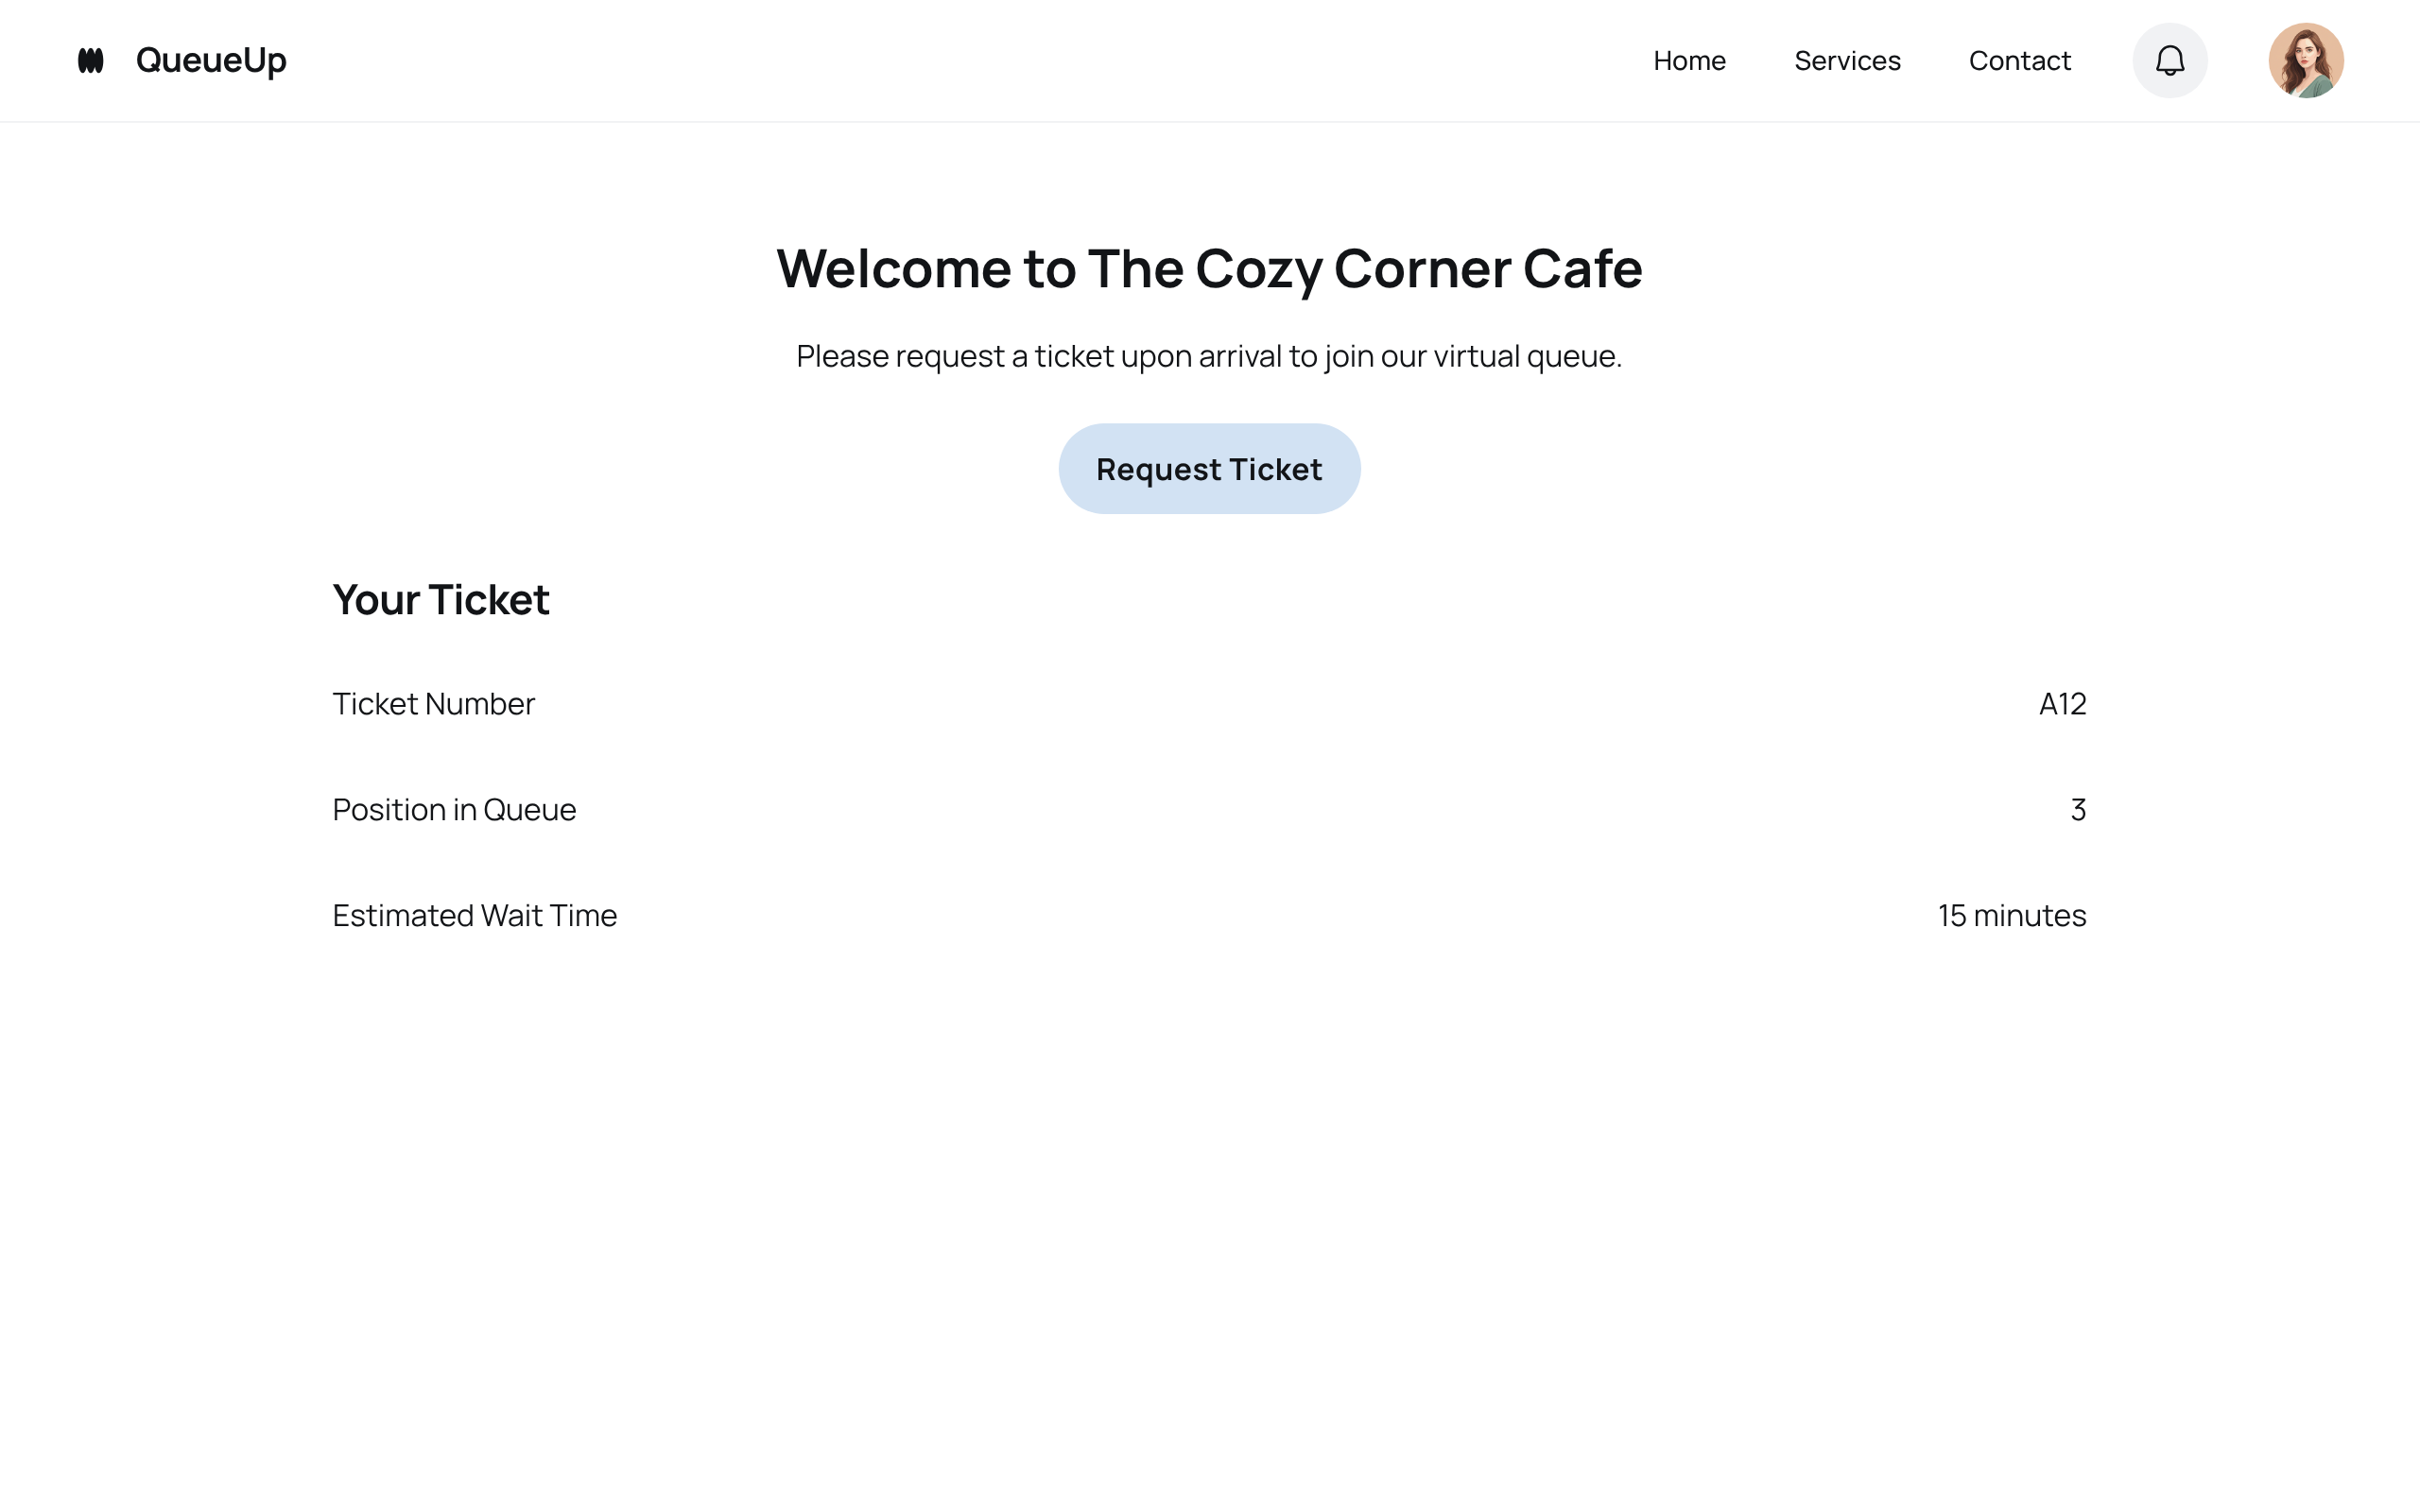 QueueUp
Home Services Contact
Welcome to The Cozy Corner Cafe
Please request a ticket upon arrival to join our virtual queue.
Request Ticket
Your Ticket
Ticket Number A12
Position in Queue 3
Estimated Wait Time 15 minutes